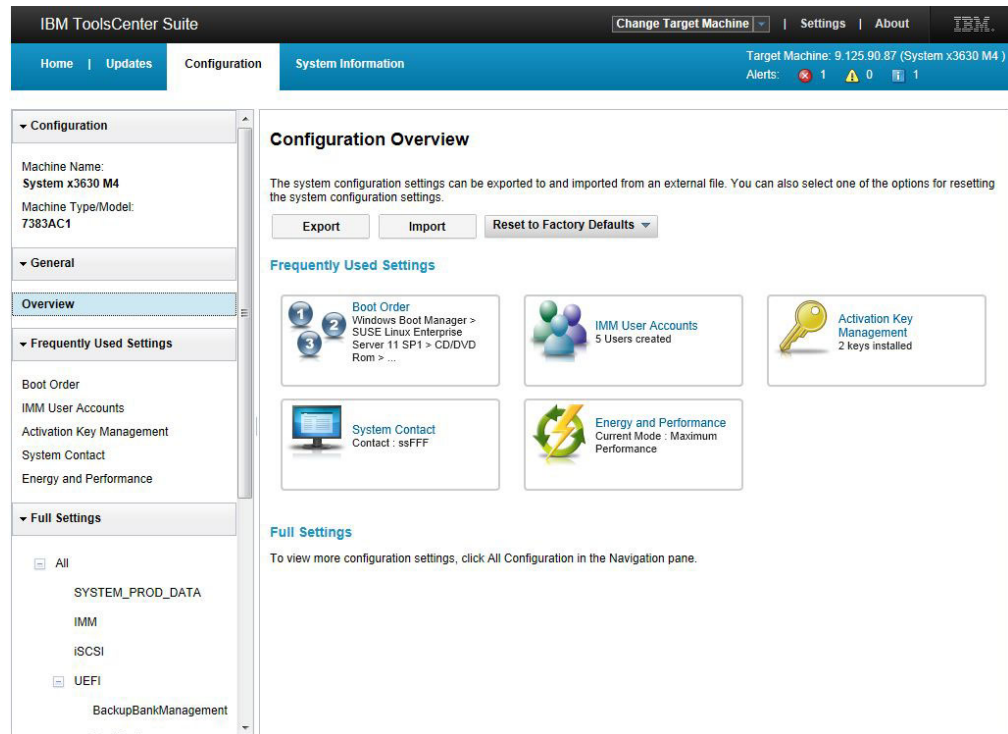 IBM ToolsCenter Suite
Change Target Machine | Settings | About
IBM.
Home | Updates
Configuration
System Information
Target Machine: 9.125.90.87 (System x3630 M4 )
Alerts: 1 0 1
Configuration
Machine Name:
System x3630 M4
Machine Type/Model:
7383AC1
General
Overview
Frequently Used Settings
Boot Order
IMM User Accounts
Activation Key Management
System Contact
Energy and Performance
Full Settings
All
SYSTEM_PROD_DATA
IMM
iSCSI
UEFI
BackupBankManagement
Configuration Overview
The system configuration settings can be exported to and imported from an external file. You can also select one of the options for resetting
the system configuration settings.
Export
Import
Reset to Factory Defaults
Frequently Used Settings
1
2
3
Boot Order
Windows Boot Manager >
SUSE Linux Enterprise
Server 11 SP1 > CD/DVD
Rom > ...
IMM User Accounts
5 Users created
Activation Key
Management
2 keys installed
System Contact
Contact : ssFFF
Energy and Performance
Current Mode : Maximum
Performance
Full Settings
To view more configuration settings, click All Configuration in the Navigation pane.